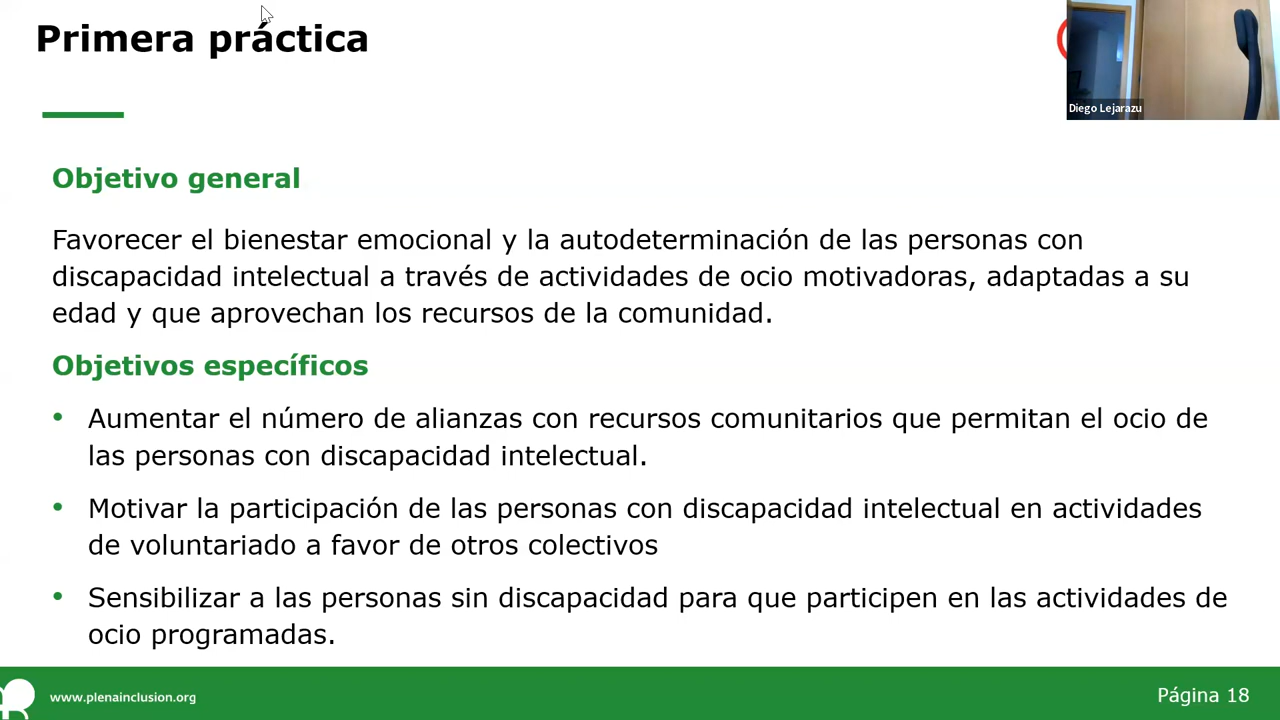 Primera práctica
Diego Lejarazu
Objetivo general
Favorecer el bienestar emocional y la autodeterminación de las personas con
discapacidad intelectual a través de actividades de ocio motivadoras, adaptadas a su
edad y que aprovechan los recursos de la comunidad.
Objetivos específicos
• Aumentar el número de alianzas con recursos comunitarios que permitan el ocio de
las personas con discapacidad intelectual.
• Motivar la participación de las personas con discapacidad intelectual en actividades
de voluntariado a favor de otros colectivos
• Sensibilizar a las personas sin discapacidad para que participen en las actividades de
ocio programadas.
www.plenainclusion.org
Página 18